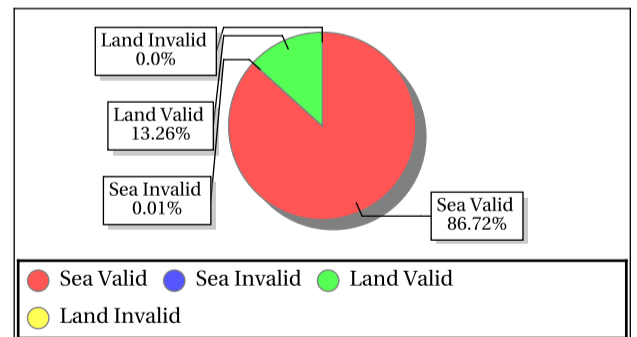 Land Invalid
0.0%
Land Valid
13.26%
Sea Invalid
0.01%
Sea Valid
86.72%
Sea Valid Sea Invalid Land Valid
Land Invalid